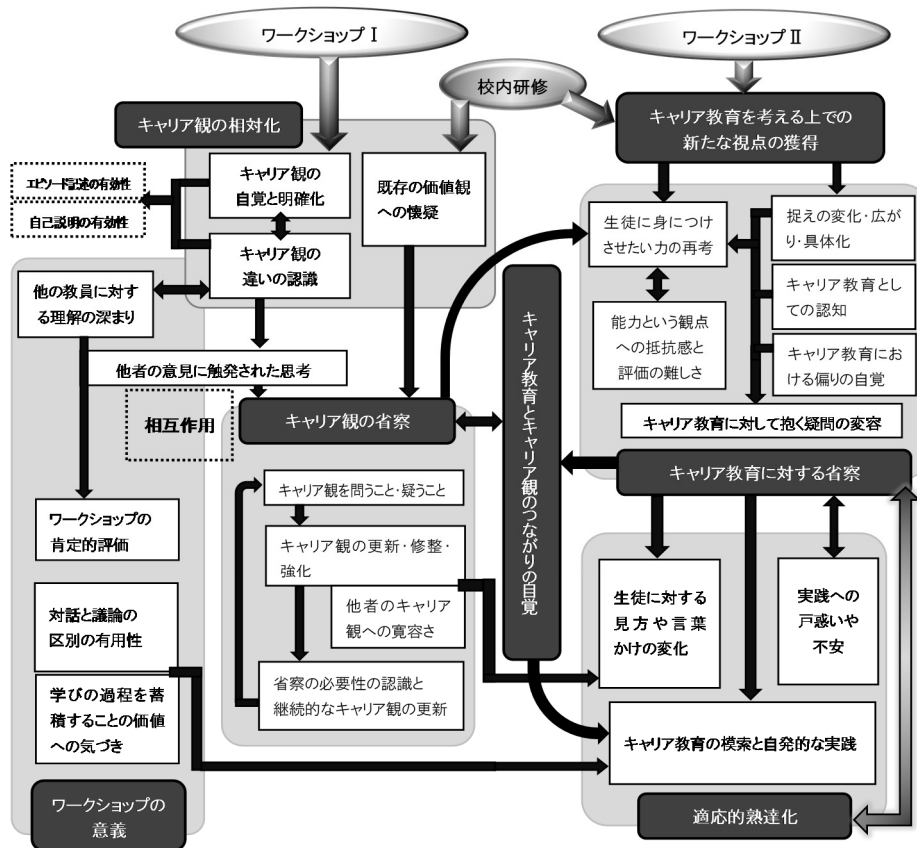 ワークショップⅠ
ワークショップⅡ
校内研修
キャリア観の相対化
キャリア教育を考える上での
新たな視点の獲得
エピソード記述の有効性
自己説明の有効性
キャリア観の
自覚と明確化
既存の価値観
への懐疑
キャリア観の
違いの認識
生徒に身につけ
させたい力の再考
捉えの変化・広が
り・具体化
キャリア教育とし
ての認知
キャリア教育にお
ける偏りの自覚
能力という観点
への抵抗感と
評価の難しさ
キャリア教育に対して抱く疑問の変容
他の教員に対す
る理解の深まり
他者の意見に触発された思考
相互作用
キャリア観の省察
キャリア教育とキャリア観のつながりの自覚
キャリア教育に対する省察
キャリア観を問うこと・疑うこと
キャリア観の更新・修整・
強化
他者のキャリア
観への寛容さ
省察の必要性の認識と
継続的なキャリア観の更新
ワークショップの
肯定的評価
対話と議論の
区別の有用性
学びの過程を蓄
積することの価値
への気づき
ワークショップの
意義
生徒に対する
見方や言葉
かけの変化
実践への
戸惑いや
不安
キャリア教育の模索と自発的な実践
適応的熟達化